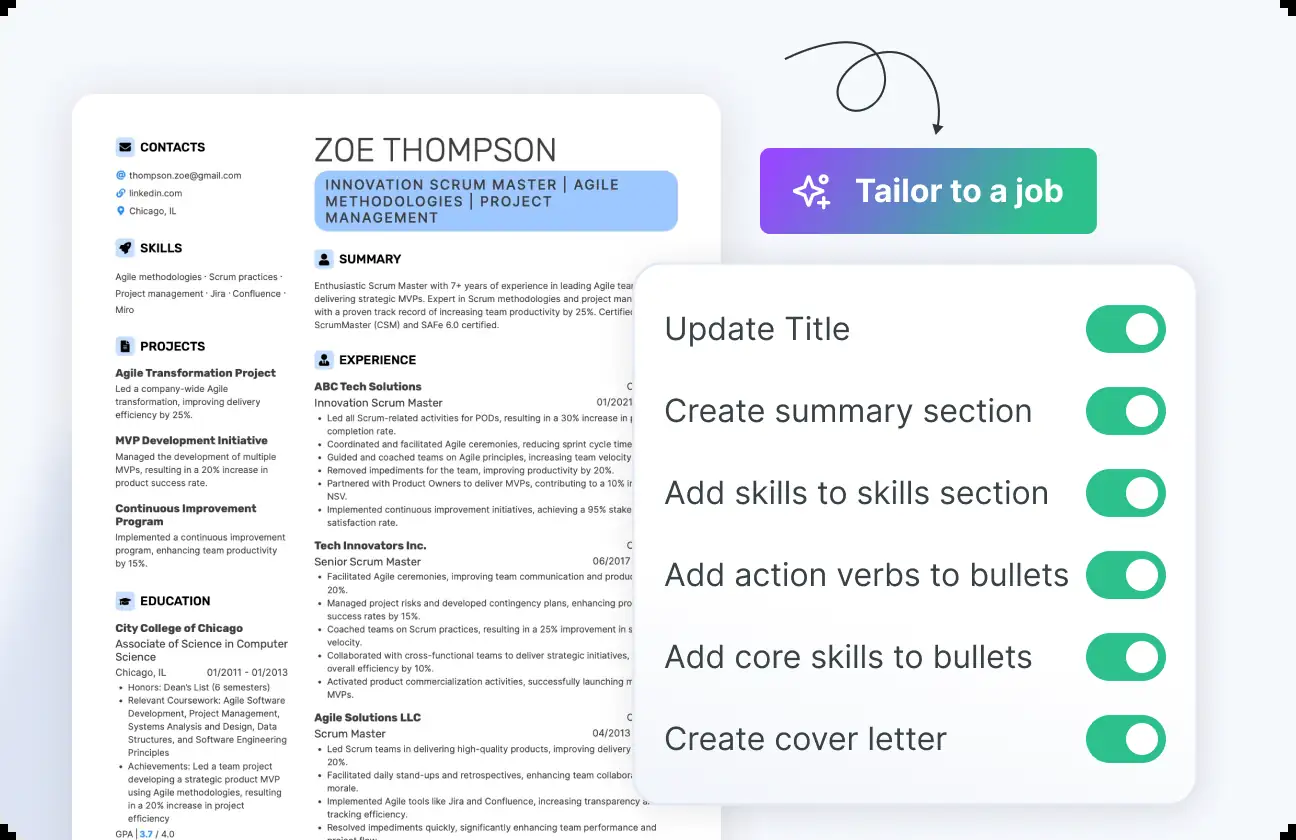 CONTACTS
thompson.zoe@gmail.com
linkedin.com
Chicago, IL
SKILLS
Agile methodologies · Scrum practices ·
Project management · Jira · Confluence ·
Miro
PROJECTS
Agile Transformation Project
Led a company-wide Agile
transformation, improving delivery
efficiency by 25%.
MVP Development Initiative
Managed the development of multiple
MVPs, resulting in a 20% increase in
product success rate.
Continuous Improvement
Program
Implemented a continuous improvement
program, enhancing team productivity
by 15%.
EDUCATION
City College of Chicago
Associate of Science in Computer
Science
Chicago, IL 01/2011 - 01/2013
• Honors: Dean's List (6 semesters)
• Relevant Coursework: Agile Software
Development, Project Management,
Systems Analysis and Design, Data
Structures, and Software Engineering
Principles
• Achievements: Led a team project
developing a strategic product MVP
using Agile methodologies, resulting
in a 20% increase in project
efficiency
GPA | 3.7 / 4.0
ZOE THOMPSON
INNOVATION SCRUM MASTER | AGILE
METHODOLOGIES | PROJECT
MANAGEMENT
SUMMARY
Enthusiastic Scrum Master with 7+ years of experience in leading Agile
delivering strategic MVPs. Expert in Scrum methodologies and project
with a proven track record of increasing team productivity by 25%.
ScrumMaster (CSM) and SAFe 6.0 certified.
EXPERIENCE
ABC Tech Solutions
Innovation Scrum Master 01/2021
• Led all Scrum-related activities for PODs, resulting in a 30% increase in
completion rate.
• Coordinated and facilitated Agile ceremonies, reducing sprint cycle time
• Guided and coached teams on Agile principles, increasing team velocity
• Removed impediments for the team, improving productivity by 20%.
• Partnered with Product Owners to deliver MVPs, contributing to a 10%
NSV.
• Implemented continuous improvement initiatives, achieving a 95%
satisfaction rate.
Tech Innovators Inc.
Senior Scrum Master 06/2017
• Facilitated Agile ceremonies, improving team communication and
20%.
• Managed project risks and developed contingency plans, enhancing
success rates by 15%.
• Coached teams on Scrum practices, resulting in a 25% improvement in
velocity.
• Collaborated with cross-functional teams to deliver strategic initiatives,
overall efficiency by 10%.
• Activated product commercialization activities, successfully launching
MVPs.
Agile Solutions LLC
Scrum Master 04/2013
• Led Scrum teams in delivering high-quality products, improving delivery
20%.
• Facilitated daily stand-ups and retrospectives, enhancing team
morale.
• Implemented Agile tools like Jira and Confluence, increasing transparency
tracking efficiency.
• Resolved impediments quickly, significantly enhancing team performance and
Tailor to a job
Update Title
Create summary section
Add skills to skills section
Add action verbs to bullets
Add core skills to bullets
Create cover letter